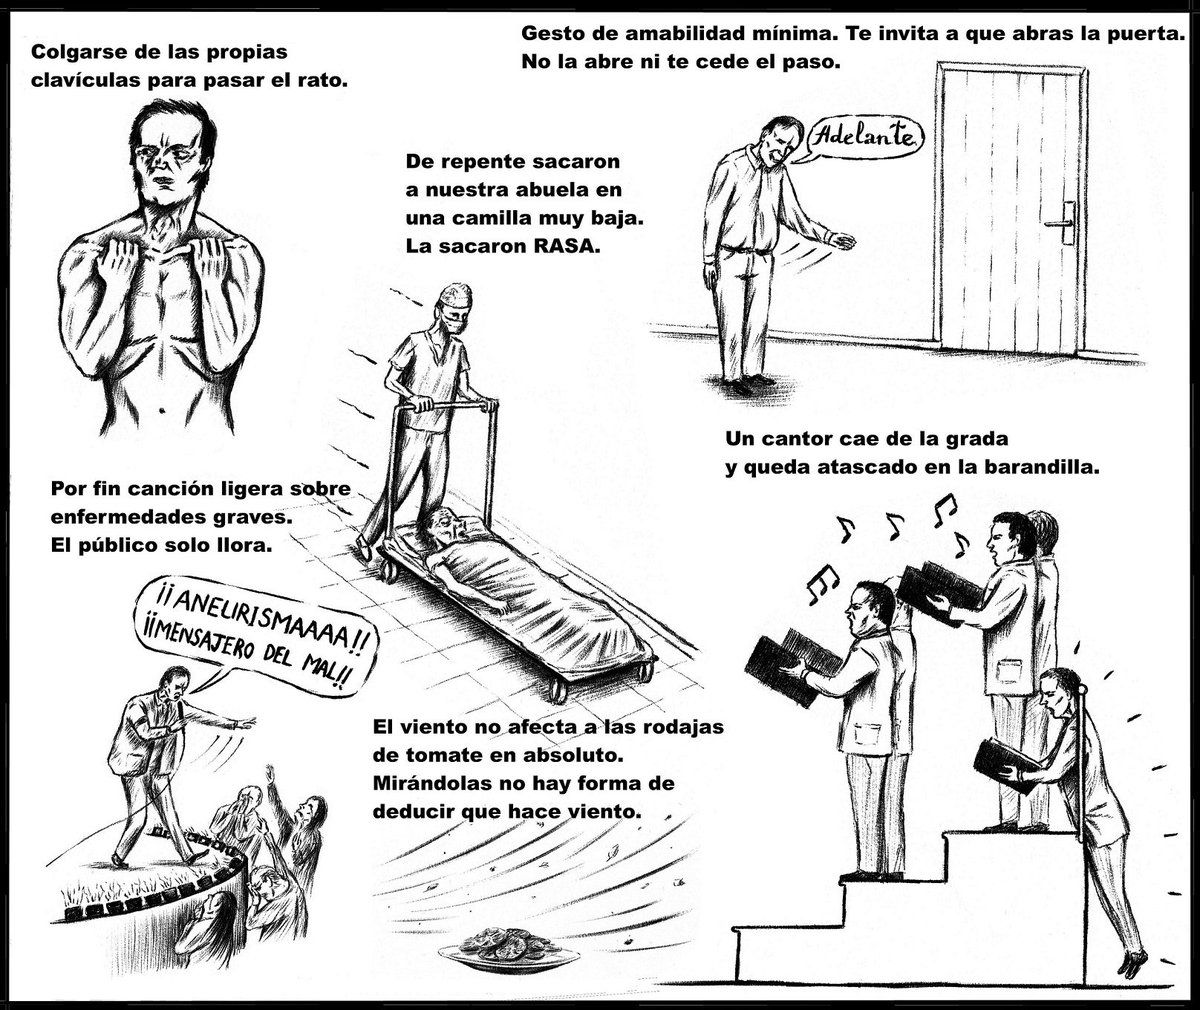 Colgarse de las propias
clavículas para pasar el rato.
Gesto de amabilidad mínima. Te invita a que abras la puerta.
No la abre ni te cede el paso.
Adelante.
De repente sacaron
a nuestra abuela en
una camilla muy baja.
La sacaron RASA.
Un cantor cae de la grada
y queda atascado en la barandilla.
Por fin canción ligera sobre
enfermedades graves.
El público solo llora.
¡¡ANEURISMAAAA!!
¡¡MENSAJERO DEL MAL!!
El viento no afecta a las rodajas
de tomate en absoluto.
Mirándolas no hay forma de
deducir que hace viento.